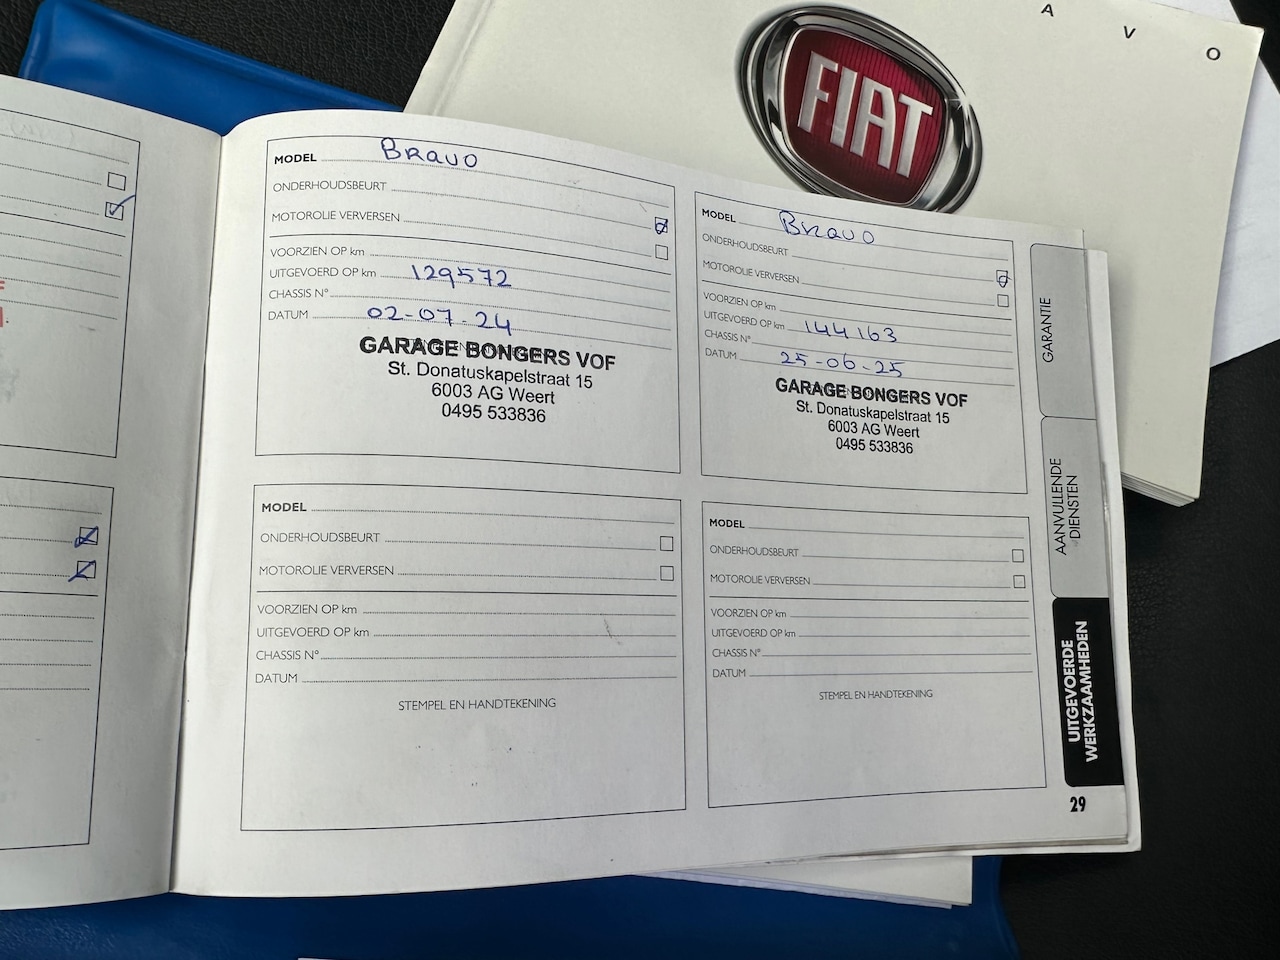 A V O
FIAT
MODEL Bravo
ONDERHOUDSBEURT
MOTOROLIE VERVERSEN
VOORZIEN OP km
UITGEVOERD OP km 129572
CHASSIS N°
DATUM 02-07-24
GARAGE BONGERS VOF
St. Donatuskapelstraat 15
6003 AG Weert
0495 533836
MODEL Bravo
ONDERHOUDSBEURT
MOTOROLIE VERVERSEN
VOORZIEN OP km
UITGEVOERD OP km 144163
CHASSIS N°
DATUM 25-06-25
GARAGE BONGERS VOF
St. Donatuskapelstraat 15
6003 AG Weert
0495 533836
MODEL
ONDERHOUDSBEURT
MOTOROLIE VERVERSEN
VOORZIEN OP km
UITGEVOERD OP km
CHASSIS N°
DATUM
STEMPEL EN HANDTEKENING
MODEL
ONDERHOUDSBEURT
MOTOROLIE VERVERSEN
VOORZIEN OP km
UITGEVOERD OP km
CHASSIS N°
DATUM
STEMPEL EN HANDTEKENING
GARANTIE
AANVULLENDE
DIENSTEN
UITGEVOERDE
WERKZAAMHEDEN
29